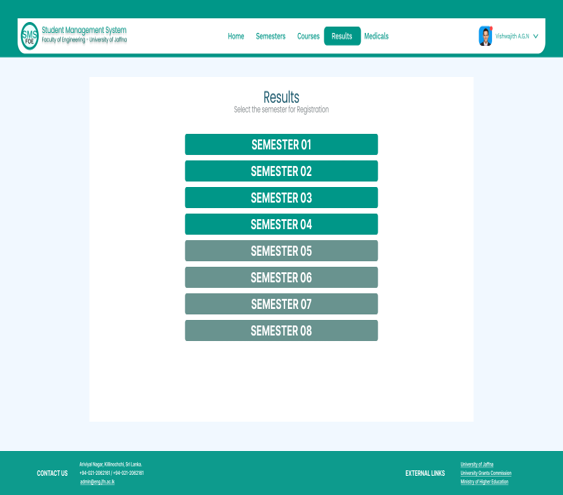 SMS
FOE
Student Management System
Faculty of Engineering - University of Jaffna
Home Semesters Courses Results Medicals
Vishwajith A.G.N
Results
Select the semester for Registration
SEMESTER 01
SEMESTER 02
SEMESTER 03
SEMESTER 04
SEMESTER 05
SEMESTER 06
SEMESTER 07
SEMESTER 08
CONTACT US
Ariviyal Nagar, Killinochchi, Sri Lanka.
+94-021-2062161 / +94-021-2062161
admin@eng.jfn.ac.lk
EXTERNAL LINKS
University of Jaffna
University Grants Commission
Ministry of Higher Education